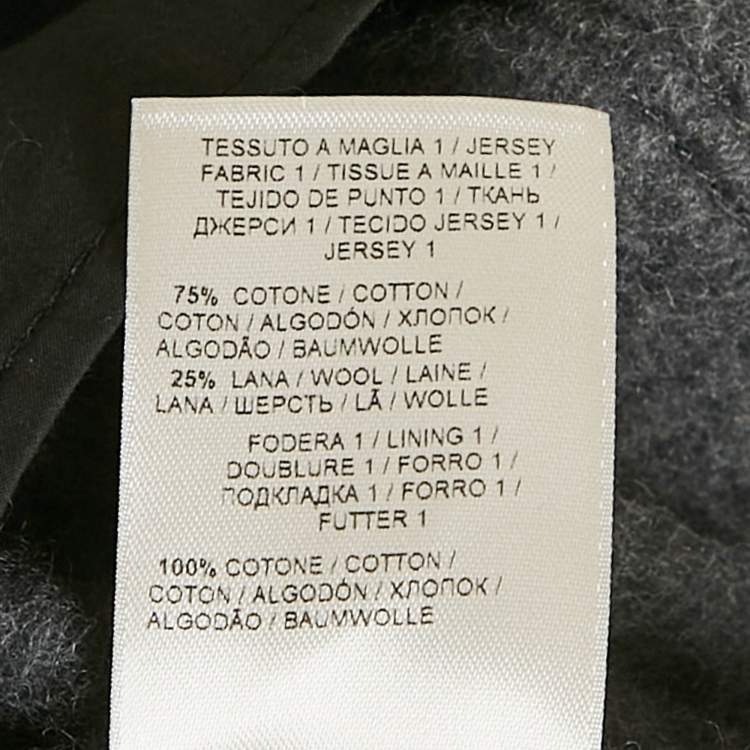 TESSUTO A MAGLIA 1 / JERSEY
FABRIC 1 / TISSUE A MAILLE 1 /
TEJIDO DE PUNTO 1 / ТКАНЬ
ДЖЕРСИ 1 / TECIDO JERSEY 1 /
JERSEY 1
75% COTONE / COTTON /
COTON / ALGODÓN / ХЛОПОК /
ALGODÃO / BAUMWOLLE
25% LANA / WOOL / LAINE /
LANA / ШЕРСТЬ / LÃ / WOLLE
FODERA 1 / LINING 1 /
DOUBLURE 1 / FORRO 1 /
ПОДКЛАДКА 1 / FORRO 1 /
FUTTER 1
100% COTONE / COTTON /
COTON / ALGODÓN / ХЛОПОК /
ALGODÃO / BAUMWOLLE